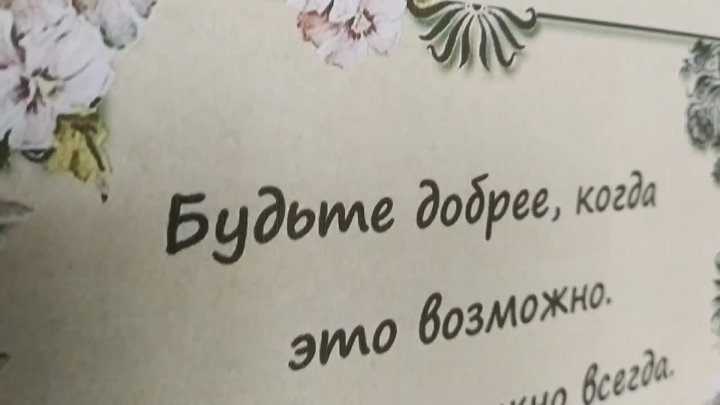 Будьте добрее, когда
это возможно.
всегда.